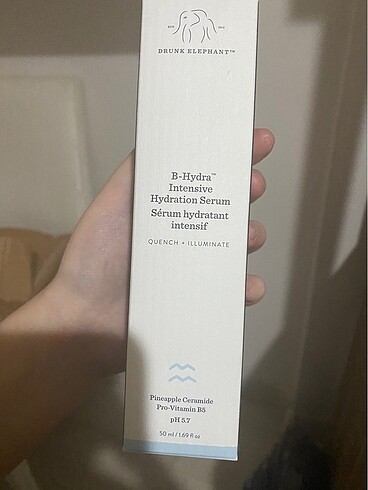 DRUNK ELEPHANT™
B-Hydra™
Intensive
Hydration Serum
Sérum hydratant
intensif
QUENCH + ILLUMINATE
Pineapple Ceramide
Pro-Vitamin B5
pH 5.7
50 ml / 1.69 fl oz